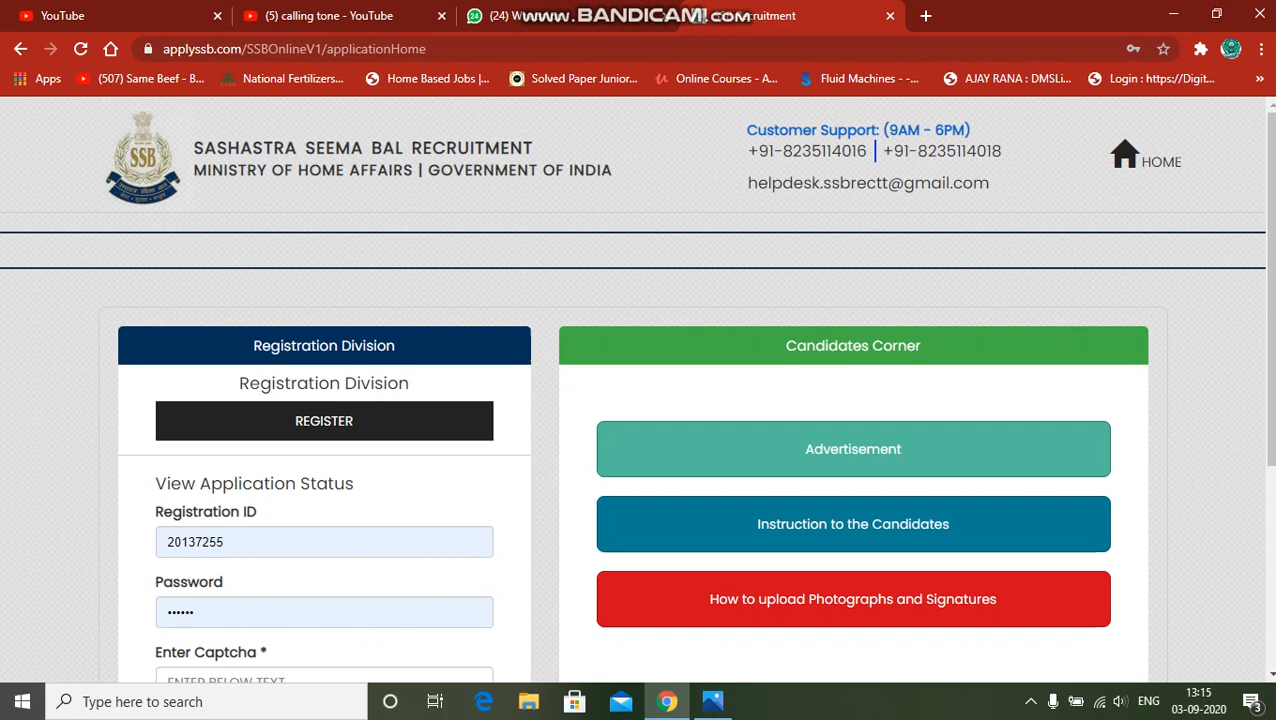 YouTube
(5) calling tone - YouTube
(24) W
www.BANDICAM.com
ruitment
applyssb.com/SSBOnlineV1/applicationHome
Apps
(507) Same Beef - B...
National Fertilizers...
Home Based Jobs |...
Solved Paper Junior...
Online Courses - A...
Fluid Machines - -...
AJAY RANA : DMSLi...
Login : https://Digit...
»
SSB
SASHASTRA SEEMA BAL RECRUITMENT
MINISTRY OF HOME AFFAIRS | GOVERNMENT OF INDIA
Customer Support: (9AM - 6PM)
+91-8235114016 | +91-8235114018
helpdesk.ssbrectt@gmail.com
HOME
Registration Division
Registration Division
REGISTER
View Application Status
Registration ID
20137255
Password
••••••
Enter Captcha *
ENTER BELOW TEXT
Candidates Corner
Advertisement
Instruction to the Candidates
How to upload Photographs and Signatures
Type here to search
ENG
13:15
03-09-2020
3